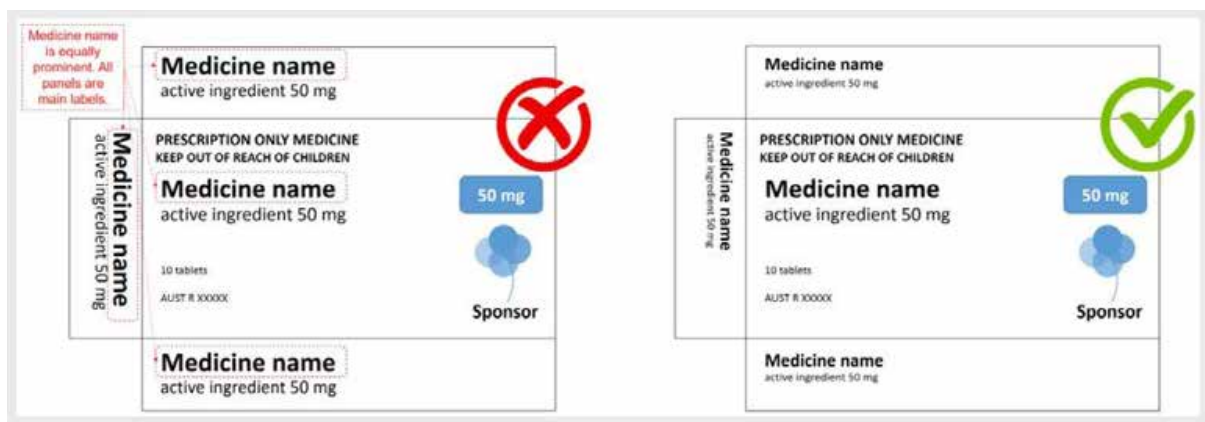 Medicine name
is equally
prominent. All
panels are
main labels.
Medicine name
active ingredient 50 mg
Medicine name
active ingredient 50 mg
PRESCRIPTION ONLY MEDICINE
KEEP OUT OF REACH OF CHILDREN
Medicine name
active ingredient 50 mg
50 mg
10 tablets
AUST R XXXXX
Sponsor
Medicine name
active ingredient 50 mg
Medicine name
active ingredient 50 mg
Medicine name
active ingredient 50 mg
PRESCRIPTION ONLY MEDICINE
KEEP OUT OF REACH OF CHILDREN
Medicine name
active ingredient 50 mg
50 mg
10 tablets
AUST R XXXXX
Sponsor
Medicine name
active ingredient 50 mg